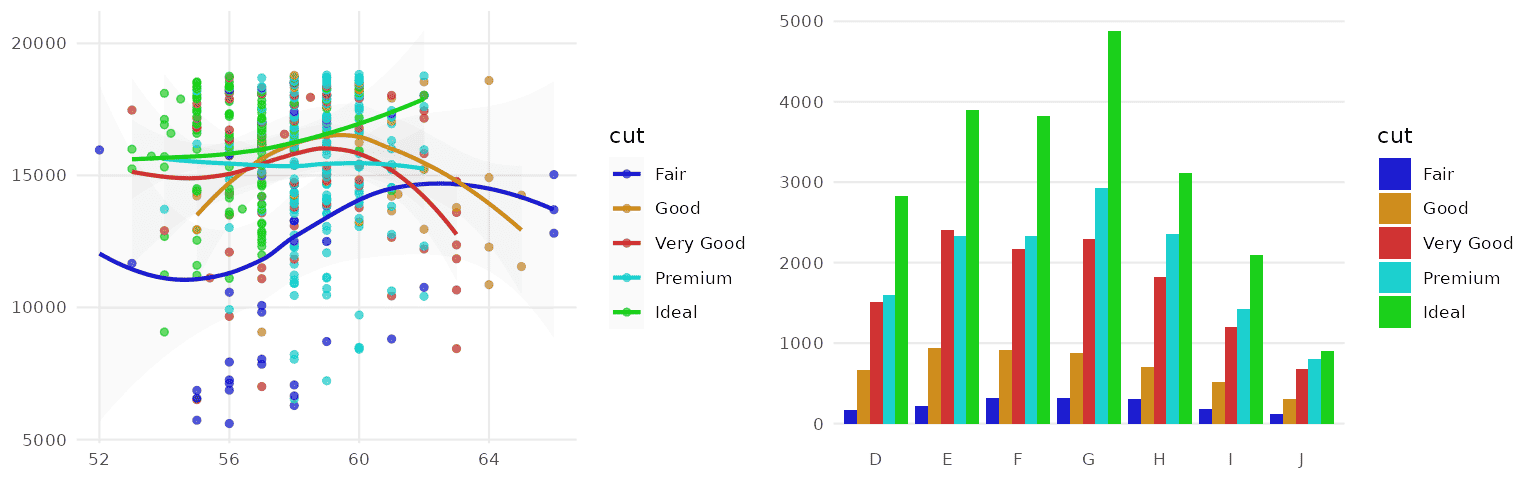 20000
15000
10000
5000
52 56 60 64
cut
Fair
Good
Very Good
Premium
Ideal
5000
4000
3000
2000
1000
0
D E F G H I J
cut
Fair
Good
Very Good
Premium
Ideal